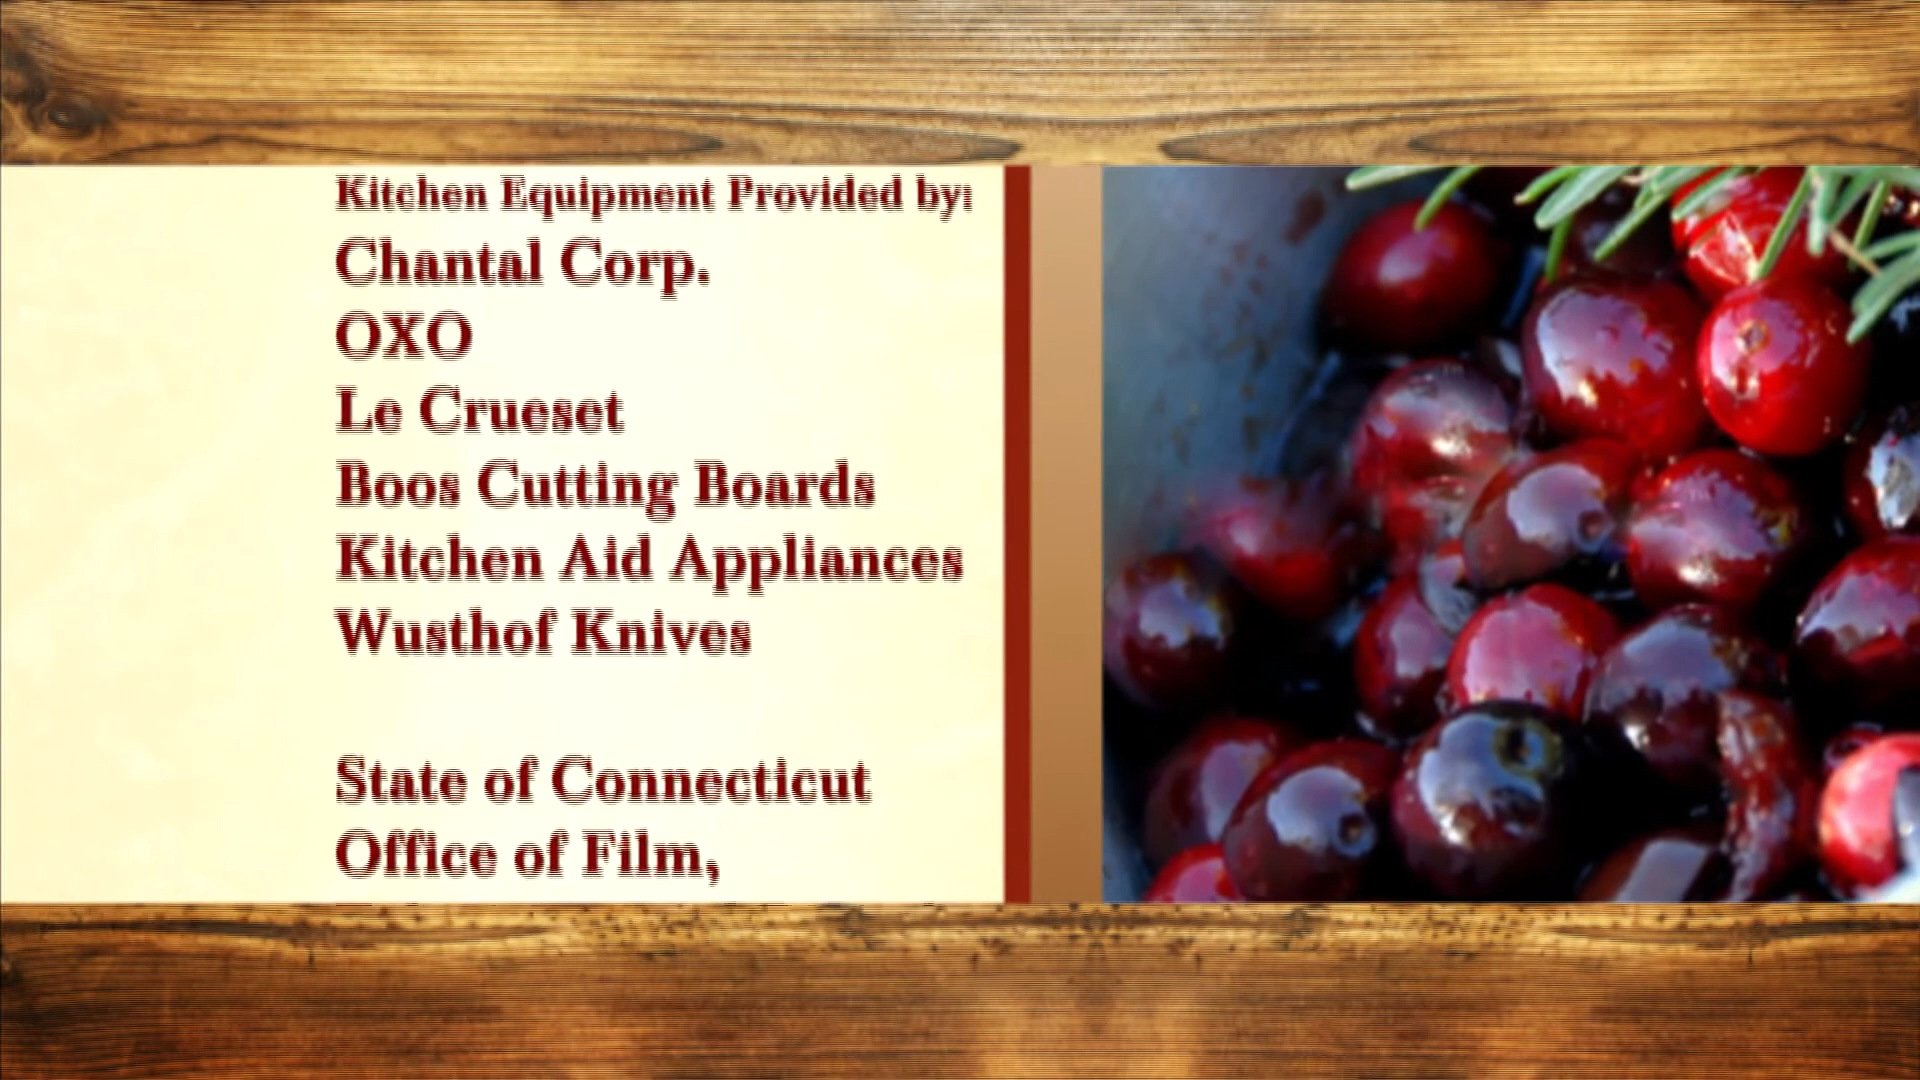 Kitchen Equipment Provided by:
Chantal Corp.
OXO
Le Crueset
Boos Cutting Boards
Kitchen Aid Appliances
Wusthof Knives
State of Connecticut
Office of Film,